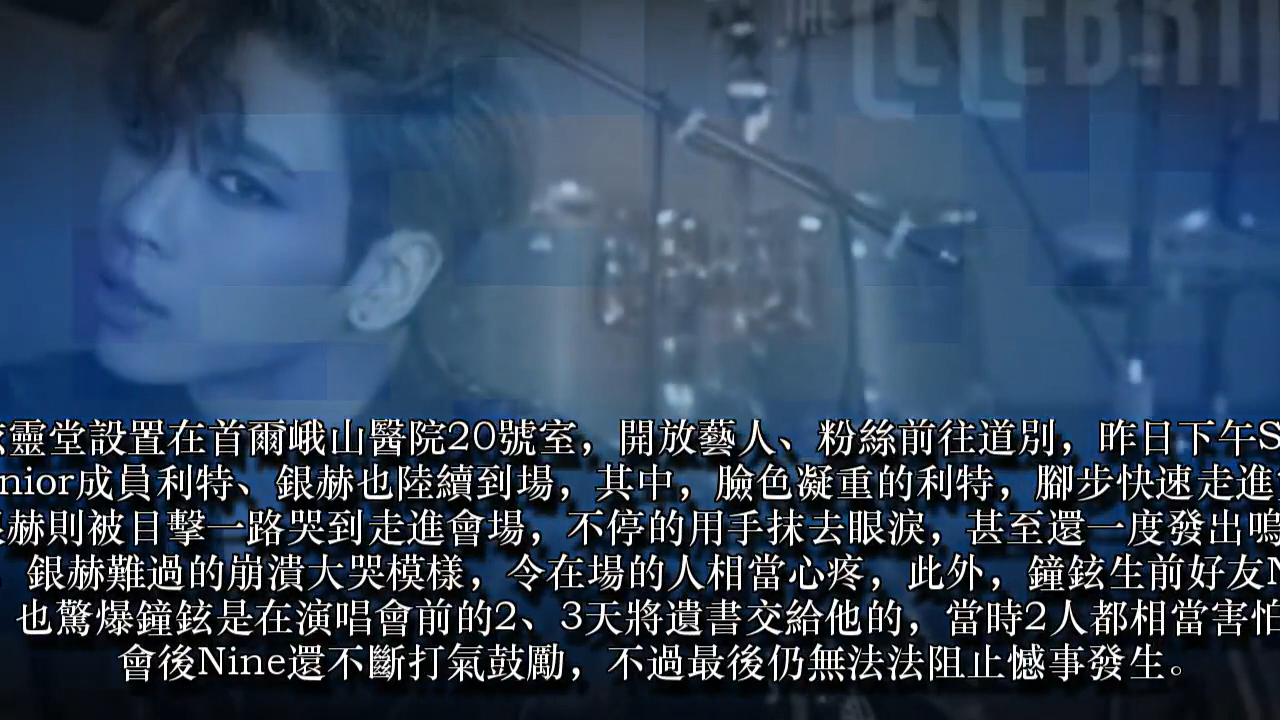 THE
CELEBRI
靈堂設置在首爾峨山醫院20號室，開放藝人、粉絲前往道別，昨日下午S
nior成員利特、銀赫也陸續到場，其中，臉色凝重的利特，腳步快速走進
赫則被目擊一路哭到走進會場，不停的用手抹去眼淚，甚至還一度發出嗚
銀赫難過的崩潰大哭模樣，令在場的人相當心疼，此外，鐘鉉生前好友N
也驚爆鐘鉉是在演唱會前的2、3天將遺書交給他的，當時2人都相當害怕
會後Nine還不斷打氣鼓勵，不過最後仍無法法阻止憾事發生。